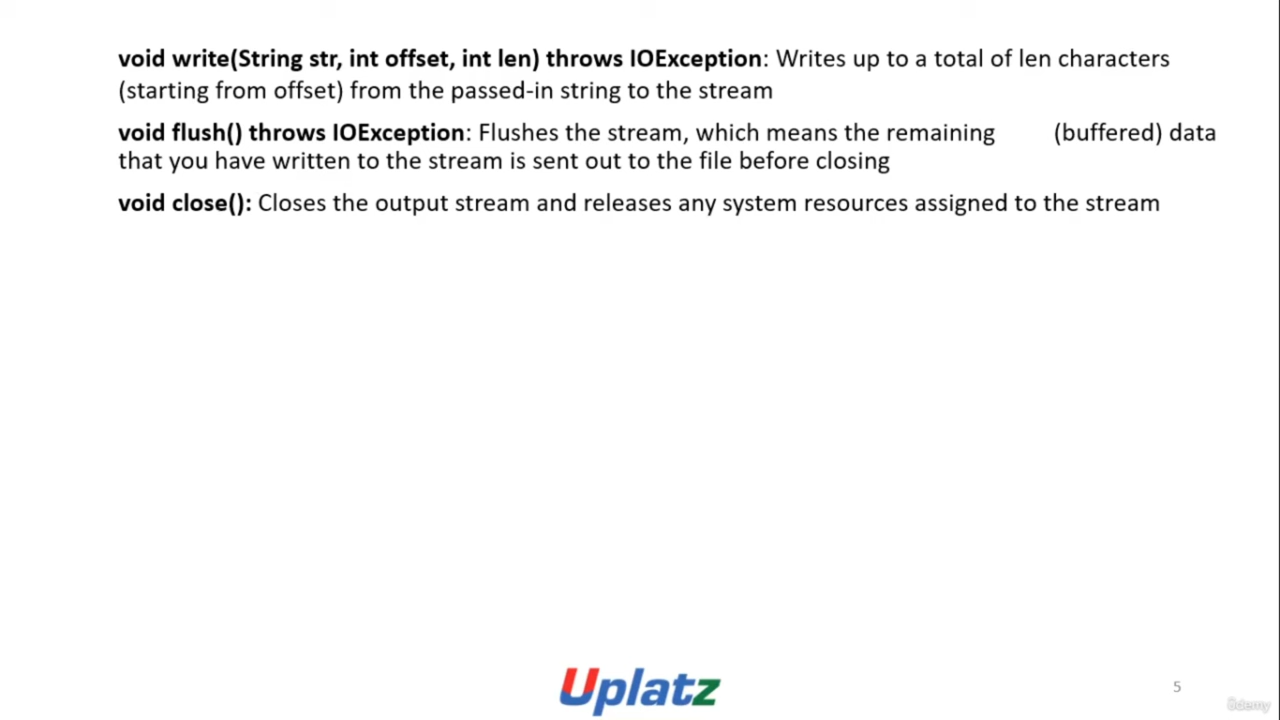 void write(String str, int offset, int len) throws IOException: Writes up to a total of len characters
(starting from offset) from the passed-in string to the stream
void flush() throws IOException: Flushes the stream, which means the remaining (buffered) data
that you have written to the stream is sent out to the file before closing
void close(): Closes the output stream and releases any system resources assigned to the stream
Uplatz
5
ûdemy